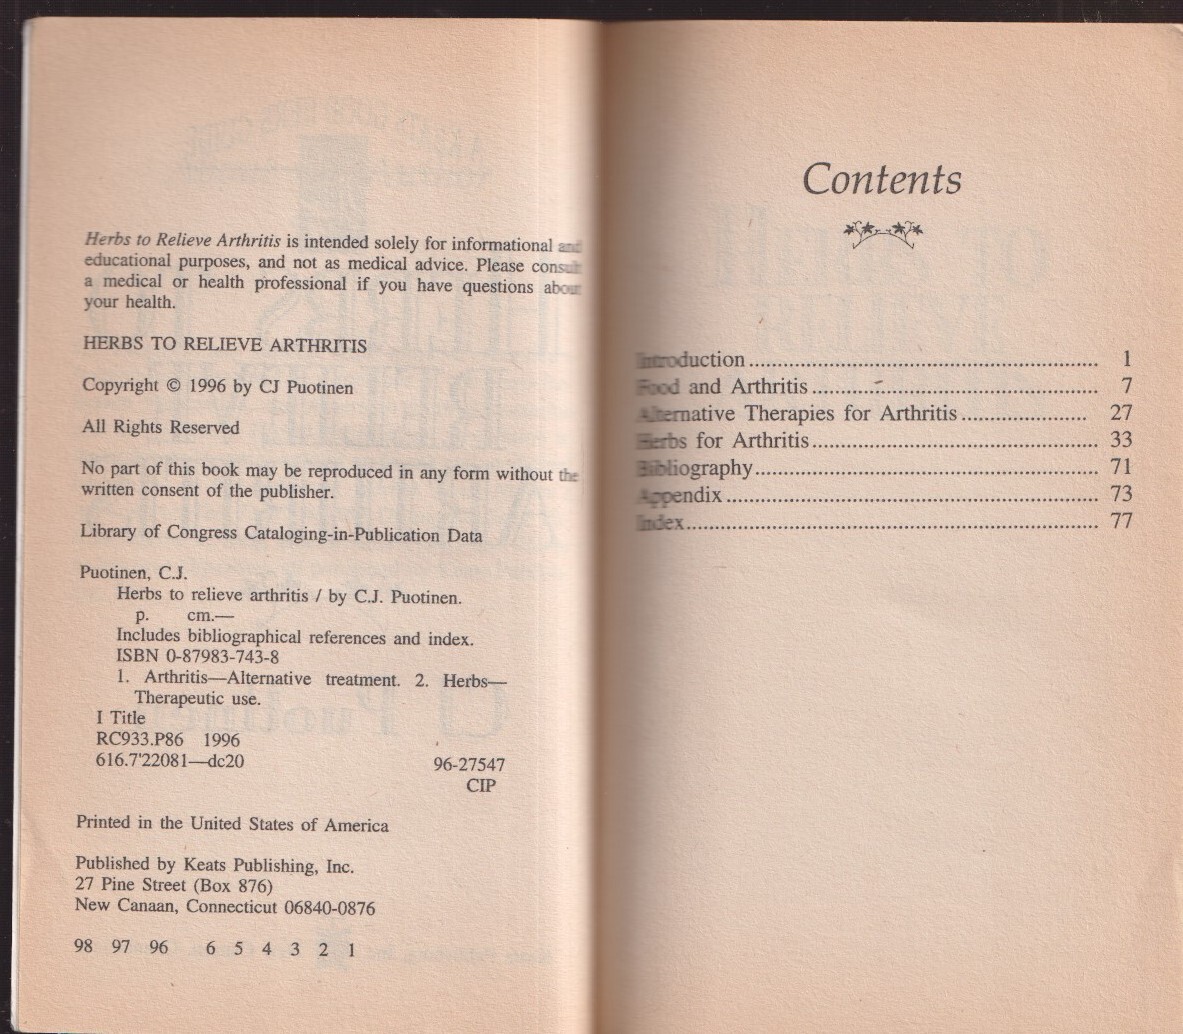 Herbs to Relieve Arthritis is intended solely for informational and
educational purposes, and not as medical advice. Please consult
a medical or health professional if you have questions about
your health.
HERBS TO RELIEVE ARTHRITIS
Copyright © 1996 by CJ Puotinen
All Rights Reserved
No part of this book may be reproduced in any form without the
written consent of the publisher.
Library of Congress Cataloging-in-Publication Data
Puotinen, C.J.
Herbs to relieve arthritis / by C.J. Puotinen.
p. cm.—
Includes bibliographical references and index.
ISBN 0-87983-743-8
1. Arthritis—Alternative treatment. 2. Herbs—
Therapeutic use.
I Title
RC933.P86 1996
616.7'22081—dc20 96-27547
CIP
Printed in the United States of America
Published by Keats Publishing, Inc.
27 Pine Street (Box 876)
New Canaan, Connecticut 06840-0876
98 97 96 6 5 4 3 2 1
Contents
Introduction 1
Food and Arthritis 7
Alternative Therapies for Arthritis 27
Herbs for Arthritis 33
Bibliography 71
Appendix 73
Index 77